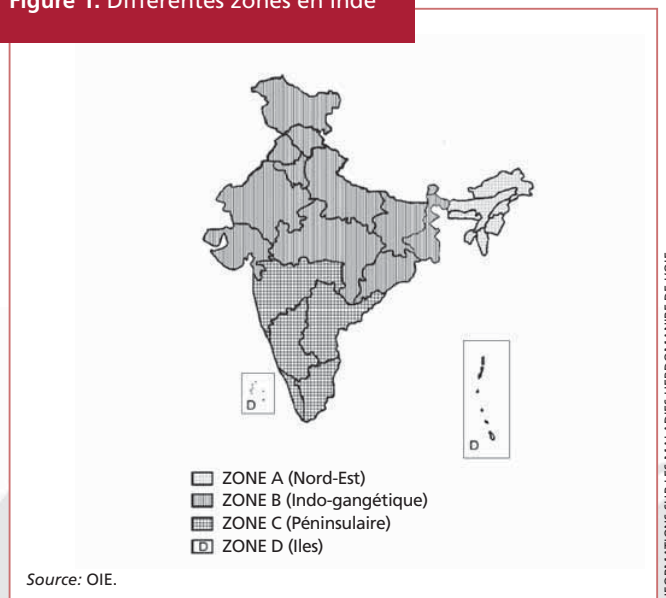 Figure 1. Différentes zones en Inde
D
D
ZONE A (Nord-Est)
ZONE B (Indo-gangétique)
ZONE C (Péninsulaire)
D ZONE D (Iles)
Source: OIE.